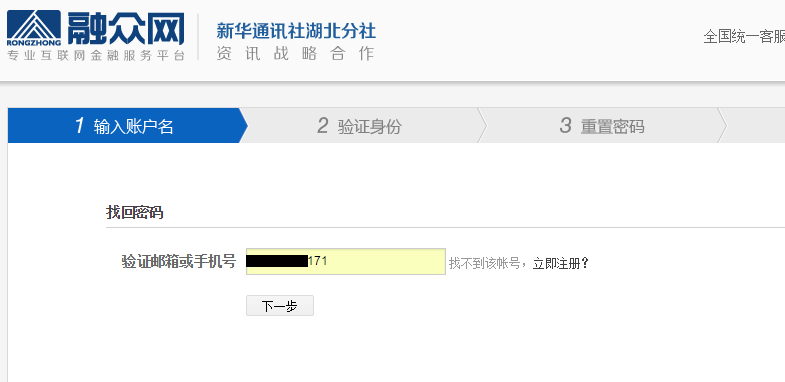 融众网
RONGZHONG
专业互联网金融服务平台
新华通讯社湖北分社
资讯战略合作
全国统一客服
1 输入账户名
2 验证身份
3 重置密码
找回密码
验证邮箱或手机号 171 找不到该帐号，立即注册？
下一步